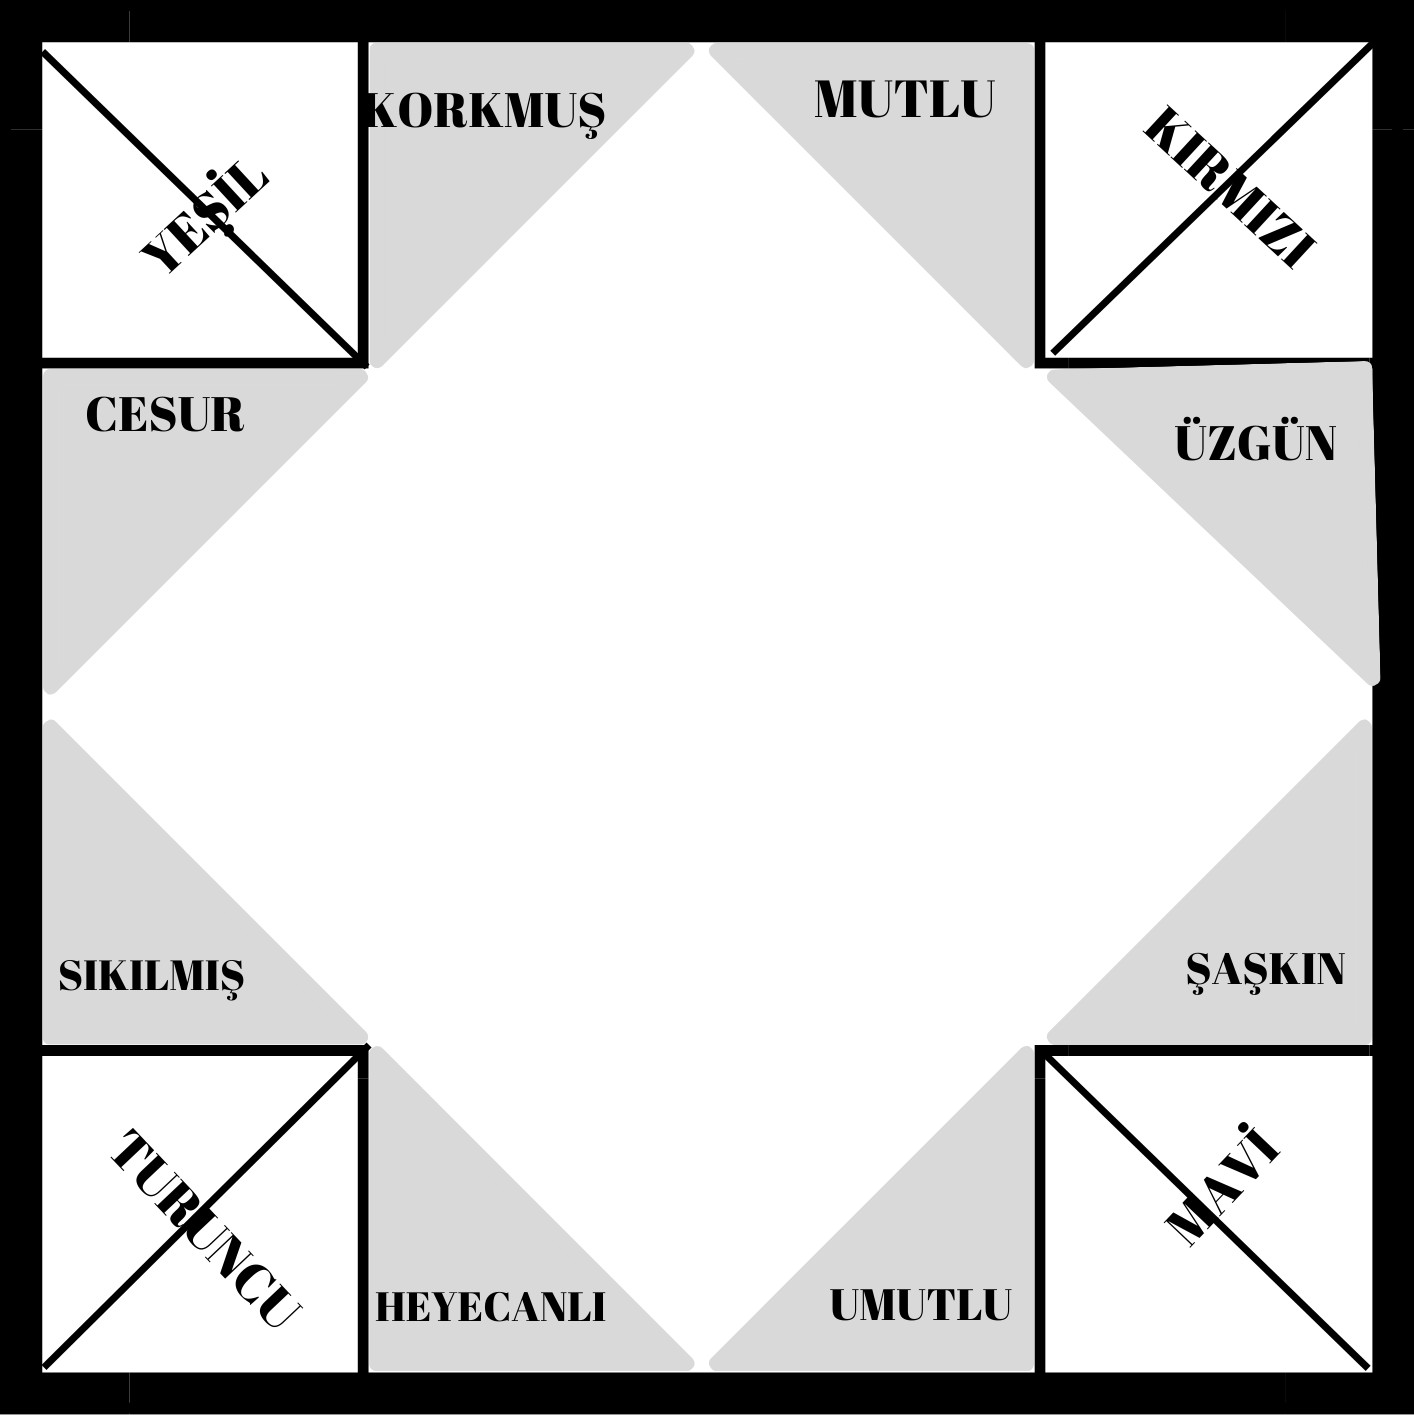 KORKMUŞ
MUTLU
YEŞİL
KIRMIZI
CESUR
ÜZGÜN
SIKILMIŞ
ŞAŞKIN
TURUNCU
MAVİ
HEYECANLI
UMUTLU